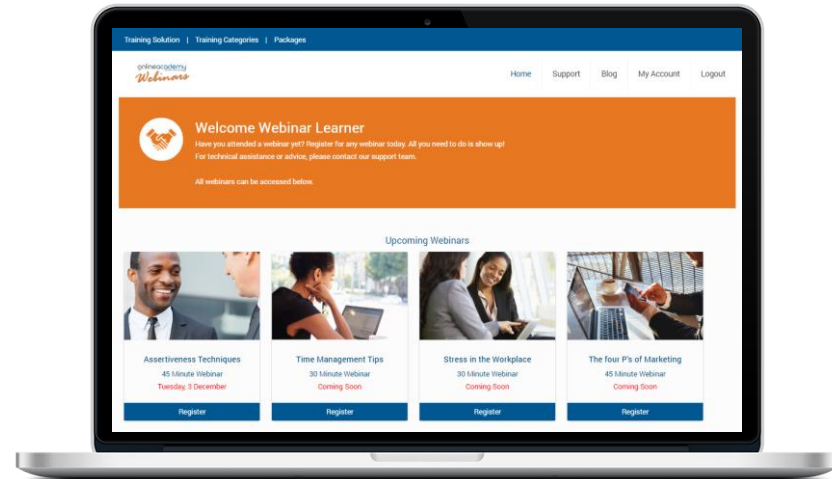 Training Solution | Training Categories | Packages
onlineacademy
Webinars
Home Support Blog My Account Logout
Welcome Webinar Learner
Have you attended a webinar yet? Register for any webinar today. All you need to do is show up!
For technical assistance or advice, please contact our support team.
All webinars can be accessed below.
Upcoming Webinars
Assertiveness Techniques
45 Minute Webinar
Tuesday, 3 December
Register
Time Management Tips
30 Minute Webinar
Coming Soon
Register
Stress in the Workplace
30 Minute Webinar
Coming Soon
Register
The four P's of Marketing
45 Minute Webinar
Coming Soon
Register